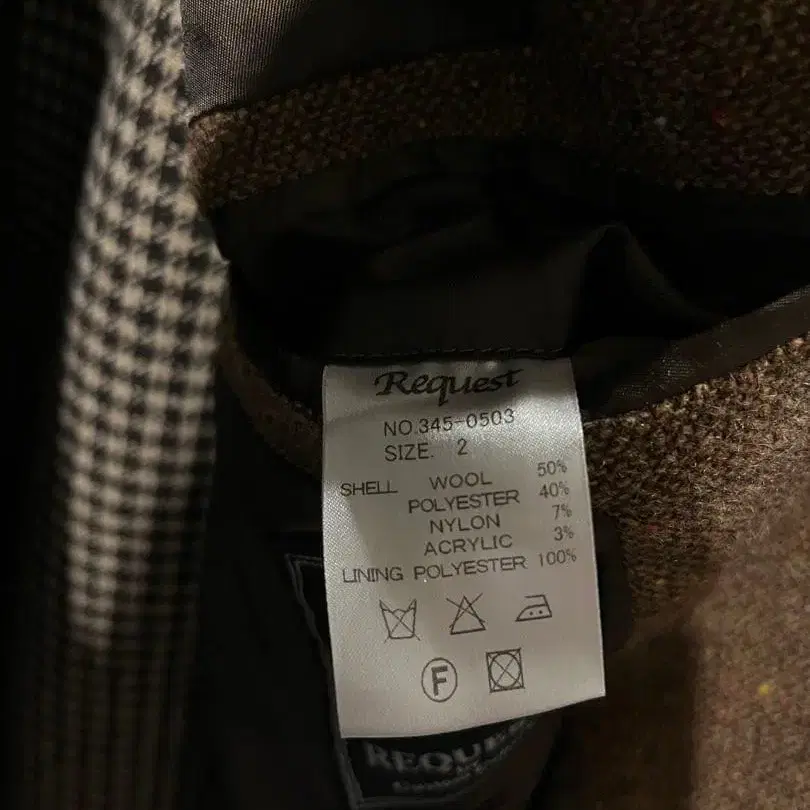 Request
NO.345-0503
SIZE. 2
SHELL WOOL 50%
POLYESTER 40%
NYLON 7%
ACRYLIC 3%
LINING POLYESTER 100%
F